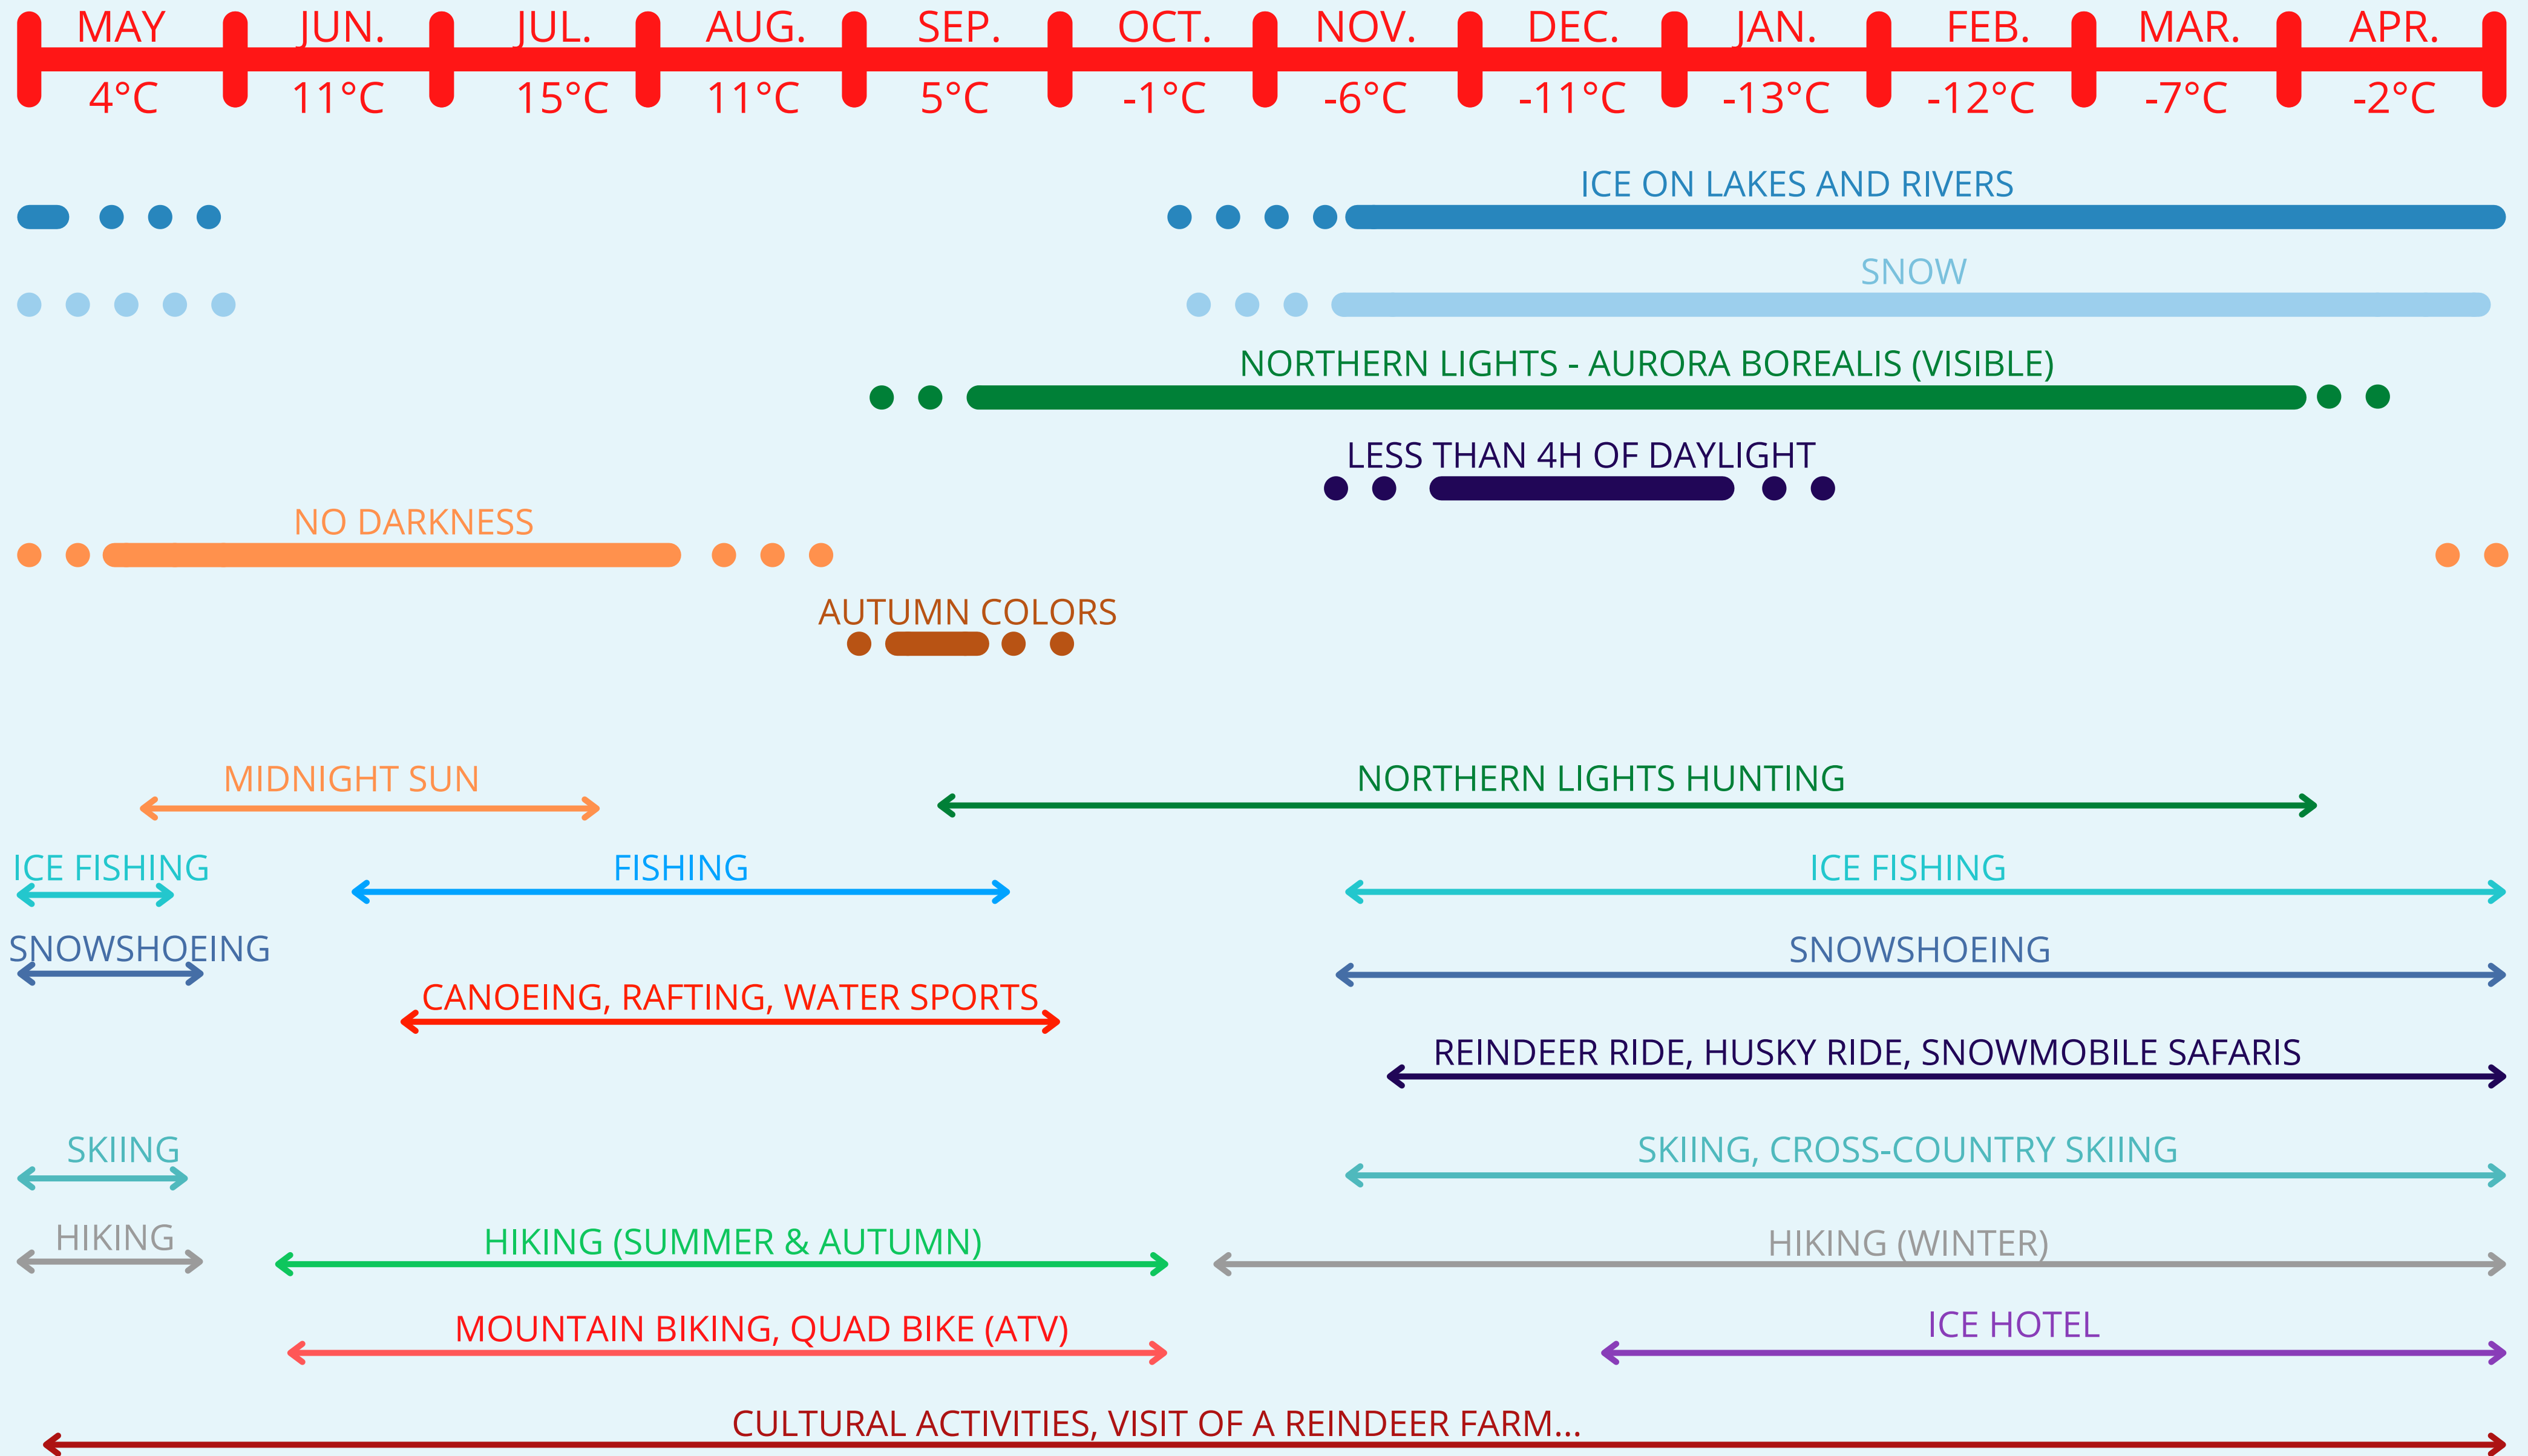 MAY JUN. JUL. AUG. SEP. OCT. NOV. DEC. JAN. FEB. MAR. APR.
4°C 11°C 15°C 11°C 5°C -1°C -6°C -11°C -13°C -12°C -7°C -2°C
ICE ON LAKES AND RIVERS
SNOW
NORTHERN LIGHTS - AURORA BOREALIS (VISIBLE)
LESS THAN 4H OF DAYLIGHT
NO DARKNESS
AUTUMN COLORS
MIDNIGHT SUN NORTHERN LIGHTS HUNTING
ICE FISHING FISHING ICE FISHING
SNOWSHOEING SNOWSHOEING
CANOEING, RAFTING, WATER SPORTS
REINDEER RIDE, HUSKY RIDE, SNOWMOBILE SAFARIS
SKIING SKIING, CROSS-COUNTRY SKIING
HIKING HIKING (SUMMER & AUTUMN) HIKING (WINTER)
MOUNTAIN BIKING, QUAD BIKE (ATV) ICE HOTEL
CULTURAL ACTIVITIES, VISIT OF A REINDEER FARM...